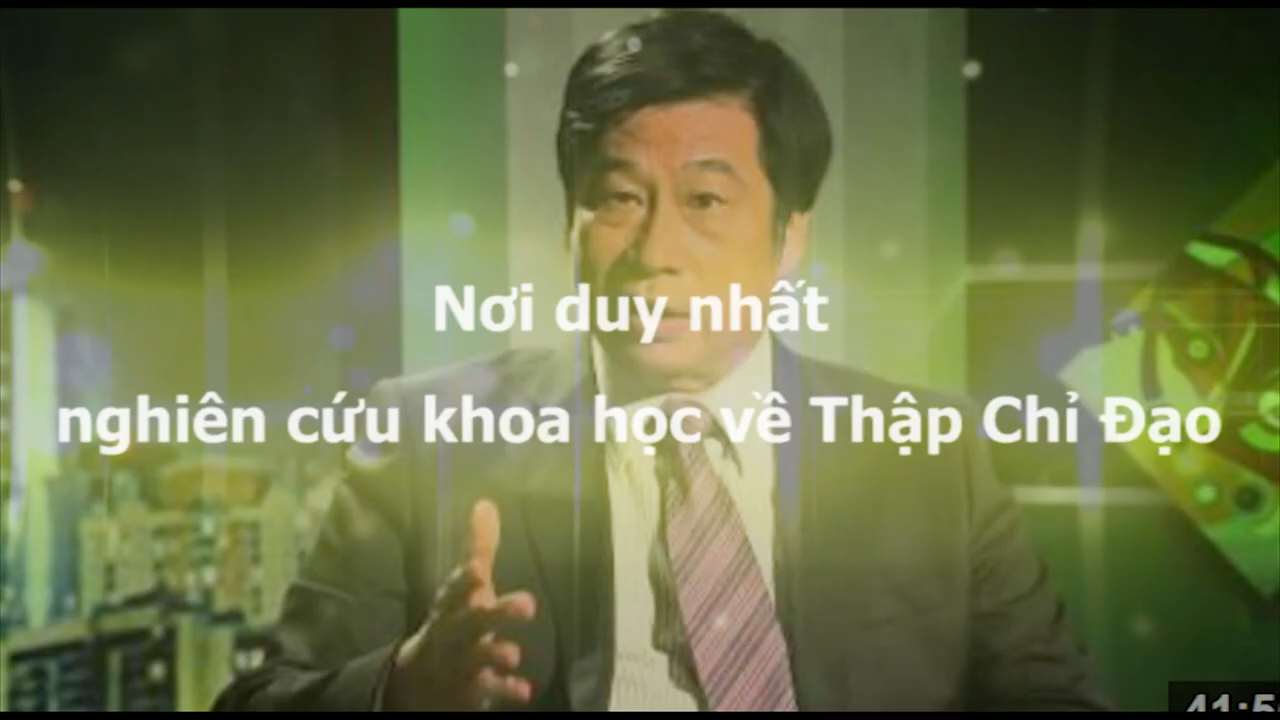 Nơi duy nhất
nghiên cứu khoa học về Thập Chỉ Đạo